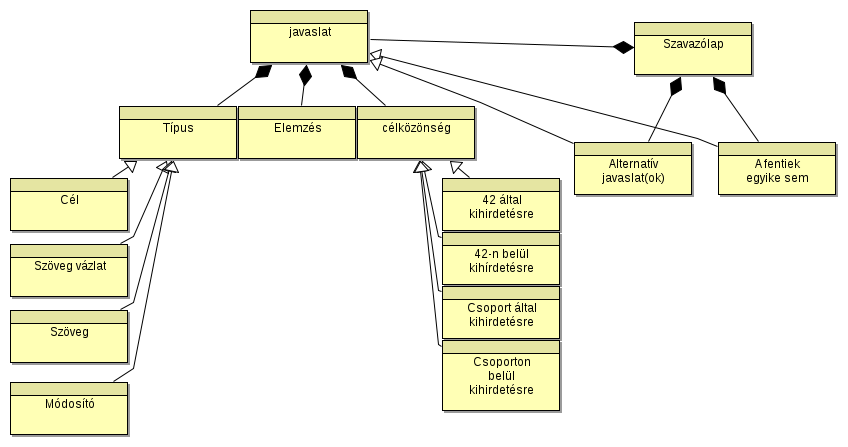 javaslat
Szavazólap
Típus
Elemzés
célközönség
Alternatív
javaslat(ok)
A fentiek
egyike sem
Cél
42 által
kihirdetésre
Szöveg vázlat
42-n belül
kihírdetésre
Szöveg
Csoport által
kihirdetésre
Módosító
Csoporton
belül
kihirdetésre